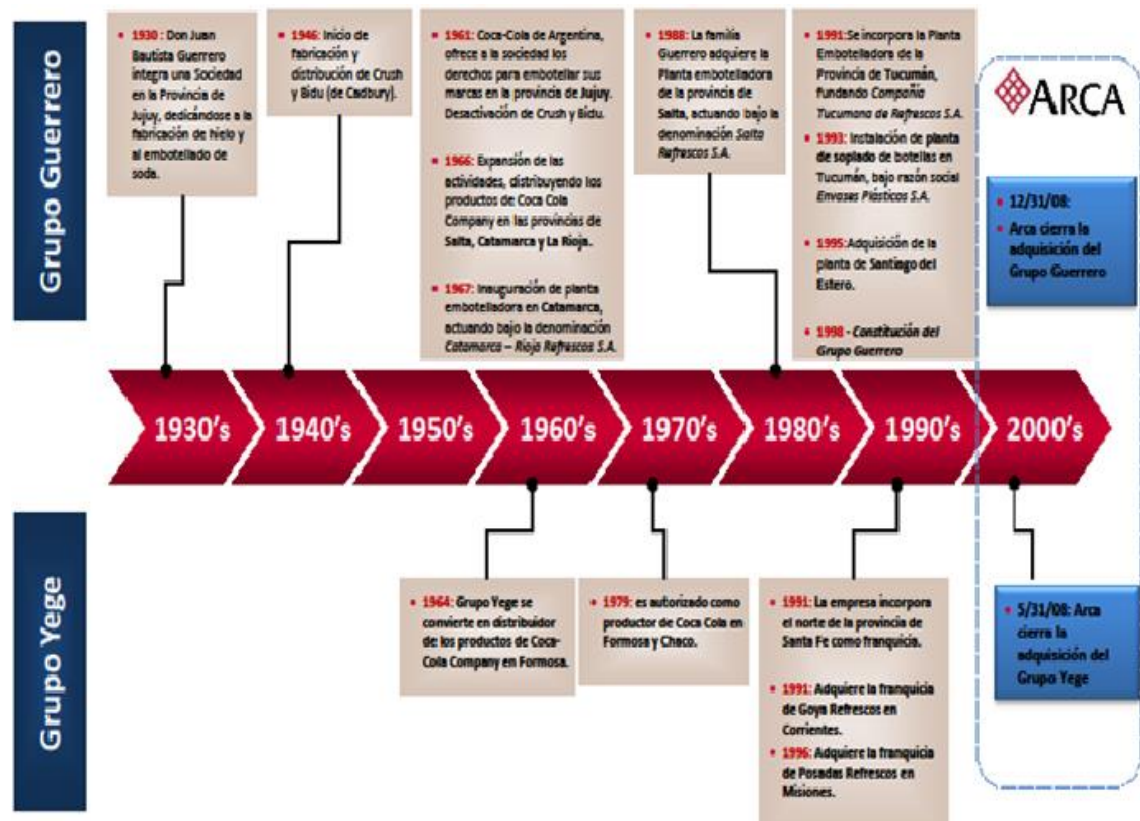 Grupo Guerrero
1930 : Don Juan
Bautista Guerrero
integra una Sociedad
en la Provincia de
Jujuy, dedicándose a la
fabricación de hielo y
al embotellado de
soda.
1946: Inicio de
fabricación y
distribución de Crush
y Bidu (de Cadbury).
1961: Coca-Cola de Argentina,
ofrece a la sociedad los
derechos para embotellar sus
marcas en la provincia de Jujuy.
Desactivación de Crush y Bidu.
1966: Expansión de las
actividades, distribuyendo los
productos de Coca Cola
Company en las provincias de
Salta, Catamarca y La Rioja.
1967: Inauguración de planta
embotelladora en Catamarca,
actuando bajo la denominación
Catamarca – Rioja Refrescos S.A.
1988: La familia
Guerrero adquiere la
Planta embotelladora
de la provincia de
Salta, actuando bajo la
denominación Salta
Refrescos S.A.
1991:Se incorpora la Planta
Embotelladora de la
Provincia de Tucumán,
fundando Compañía
Tucumana de Refrescos S.A.
1993: Instalación de planta
de soplado de botellas en
Tucumán, bajo razón social
Envases Plásticos S.A.
1995: Adquisición de la
planta de Santiago del
Estero.
1998 - Constitución del
Grupo Guerrero
ARCA
12/31/08:
Arca cierra la
adquisición del
Grupo Guerrero
1930's 1940's 1950's 1960's 1970's 1980's 1990's 2000's
Grupo Yege
1964: Grupo Yege se
convierte en distribuidor
de los productos de Coca-
Cola Company en Formosa.
1979: es autorizado como
productor de Coca Cola en
Formosa y Chaco.
1991: La empresa incorpora
el norte de la provincia de
Santa Fe como franquicia.
1991: Adquiere la franquicia
de Goya Refrescos en
Corrientes.
1996: Adquiere la franquicia
de Posadas Refrescos en
Misiones.
5/31/08: Arca
cierra la
adquisición del
Grupo Yege